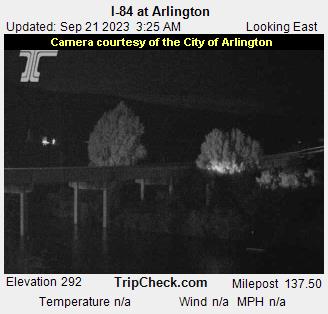 I-84 at Arlington
Updated: Sep 21 2023 3:25 AM Looking East
Camera courtesy of the City of Arlington
Elevation 292 TripCheck.com Milepost 137.50
Temperature n/a Wind n/a MPH n/a